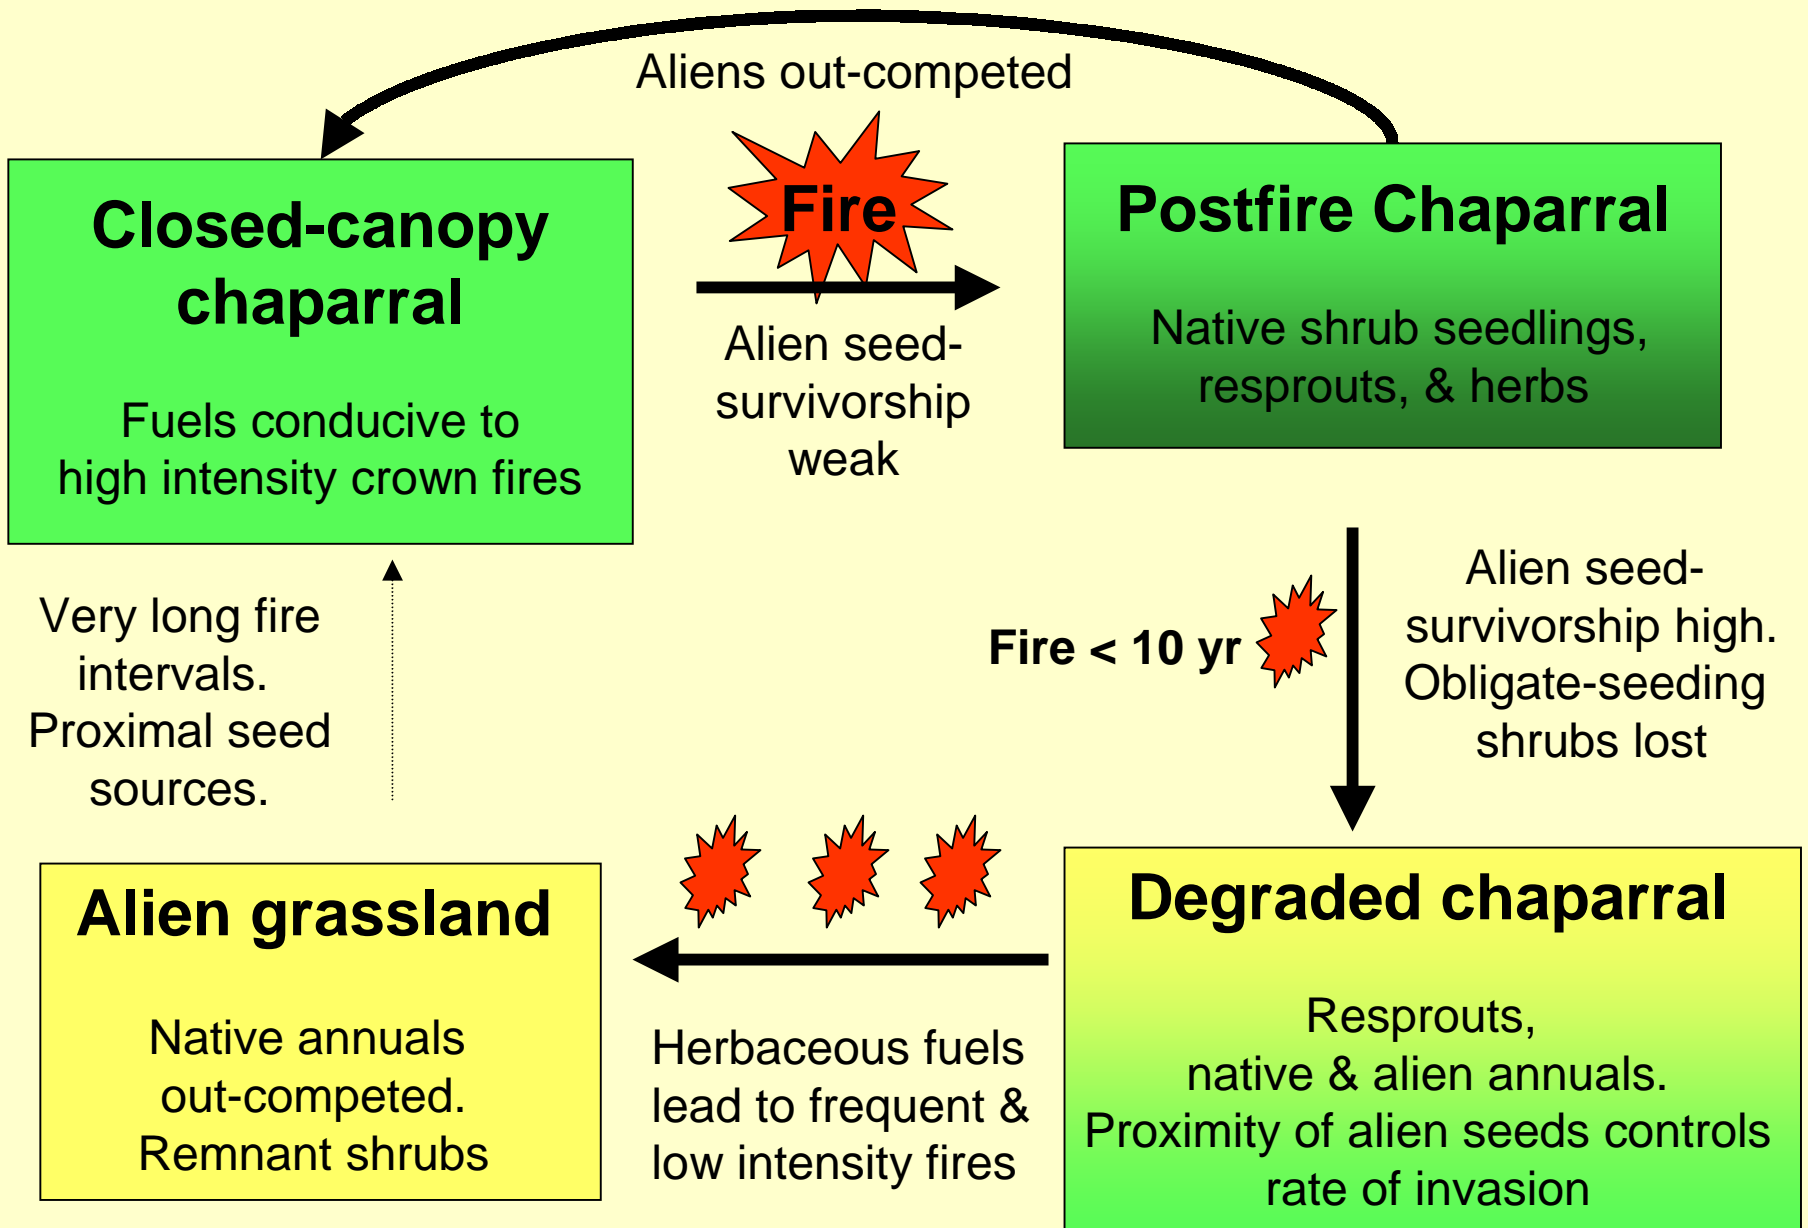 Aliens out-competed
Closed-canopy
chaparral
Fuels conducive to
high intensity crown fires
Fire
Alien seed-
survivorship
weak
Postfire Chaparral
Native shrub seedlings,
resprouts, & herbs
Very long fire
intervals.
Proximal seed
sources.
Fire < 10 yr
Alien seed-
survivorship high.
Obligate-seeding
shrubs lost
Alien grassland
Native annuals
out-competed.
Remnant shrubs
Herbaceous fuels
lead to frequent &
low intensity fires
Degraded chaparral
Resprouts,
native & alien annuals.
Proximity of alien seeds controls
rate of invasion